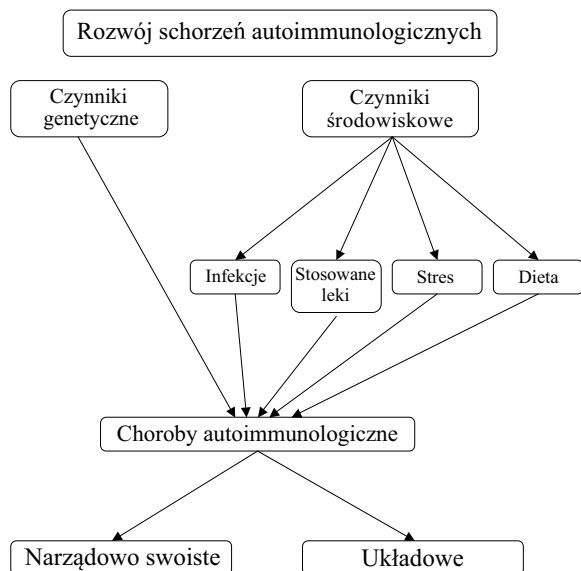 Rozwój schorzeń autoimmunologicznych
Czynniki
genetyczne
Czynniki
środowiskowe
Infekcje
Stosowane
leki
Stres
Dieta
Choroby autoimmunologiczne
Narządowo swoiste
Układowe